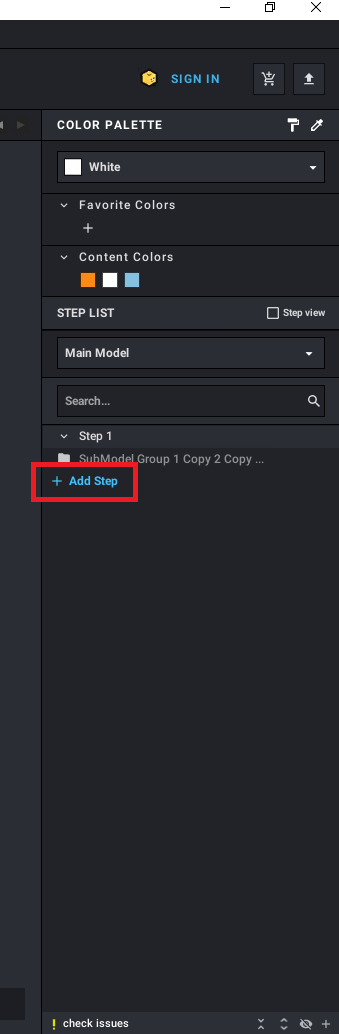 SIGN IN
COLOR PALETTE
White
Favorite Colors
Content Colors
STEP LIST
Step view
Main Model
Search...
Step 1
SubModel Group 1 Copy 2 Copy ...
Add Step
check issues